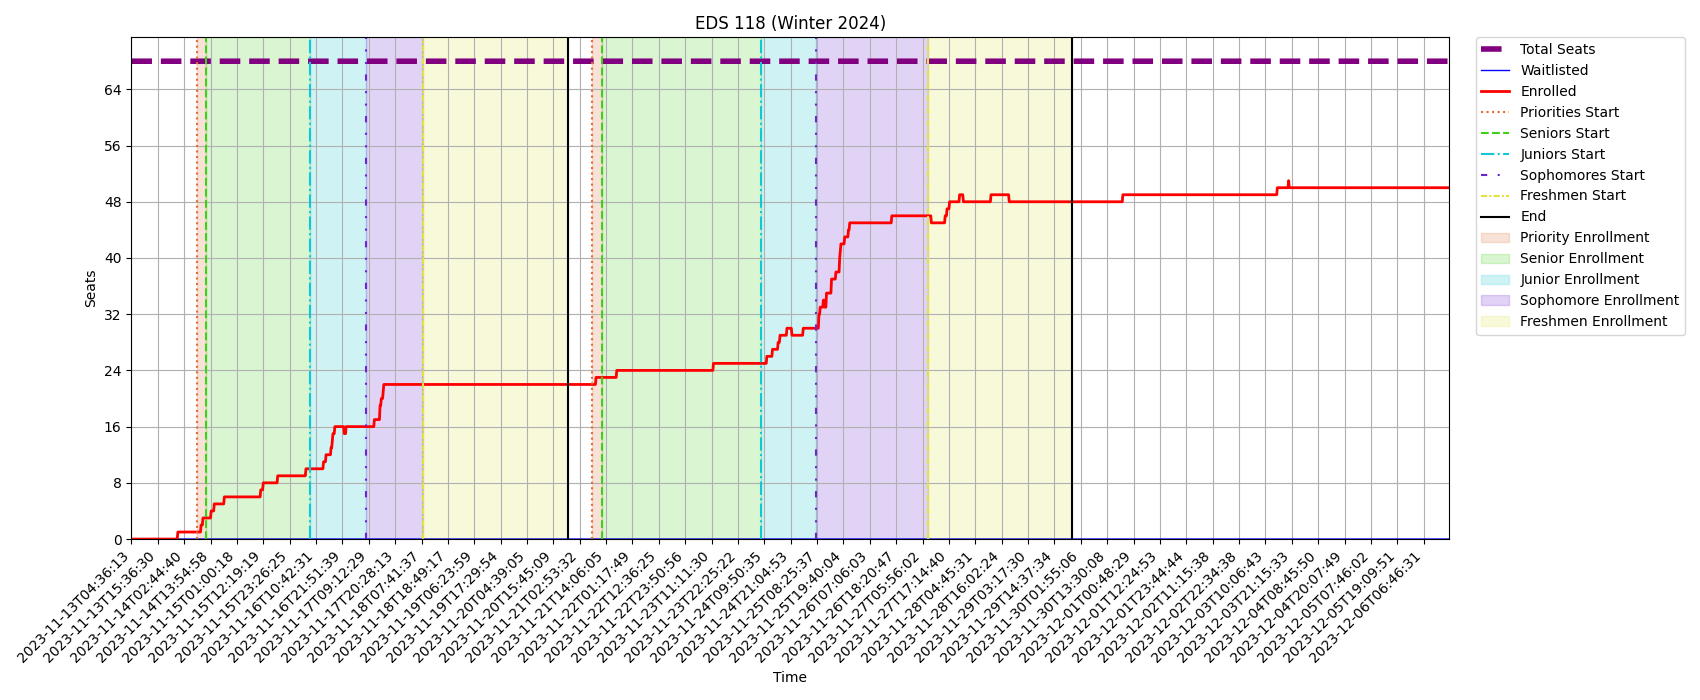 EDS 118 (Winter 2024)
Seats
64
56
48
40
32
24
16
8
0
2023-11-13T04:36:13
2023-11-13T15:36:30
2023-11-14T02:44:40
2023-11-14T13:54:58
2023-11-15T01:00:18
2023-11-15T12:19:19
2023-11-15T23:26:25
2023-11-16T10:42:31
2023-11-16T21:51:39
2023-11-17T09:12:29
2023-11-17T20:28:13
2023-11-18T07:41:37
2023-11-18T18:49:17
2023-11-19T06:23:59
2023-11-19T17:29:54
2023-11-20T04:39:05
2023-11-20T15:45:09
2023-11-21T02:53:32
2023-11-21T14:06:05
2023-11-22T01:17:49
2023-11-22T12:36:25
2023-11-22T23:50:56
2023-11-23T11:11:30
2023-11-23T22:25:22
2023-11-24T09:50:35
2023-11-24T21:04:53
2023-11-25T08:25:37
2023-11-25T19:40:04
2023-11-26T07:06:03
2023-11-26T18:20:47
2023-11-27T05:56:02
2023-11-27T17:14:40
2023-11-28T04:45:31
2023-11-28T16:02:24
2023-11-29T03:17:30
2023-11-29T14:37:34
2023-11-30T01:55:06
2023-11-30T13:30:08
2023-12-01T00:48:29
2023-12-01T12:24:53
2023-12-01T23:44:44
2023-12-02T11:15:38
2023-12-02T22:34:38
2023-12-03T10:06:43
2023-12-03T21:15:33
2023-12-04T08:45:50
2023-12-04T20:07:49
2023-12-05T07:46:02
2023-12-05T19:09:51
2023-12-06T06:46:31
Time
Total Seats
Waitlisted
Enrolled
Priorities Start
Seniors Start
Juniors Start
Sophomores Start
Freshmen Start
End
Priority Enrollment
Senior Enrollment
Junior Enrollment
Sophomore Enrollment
Freshmen Enrollment